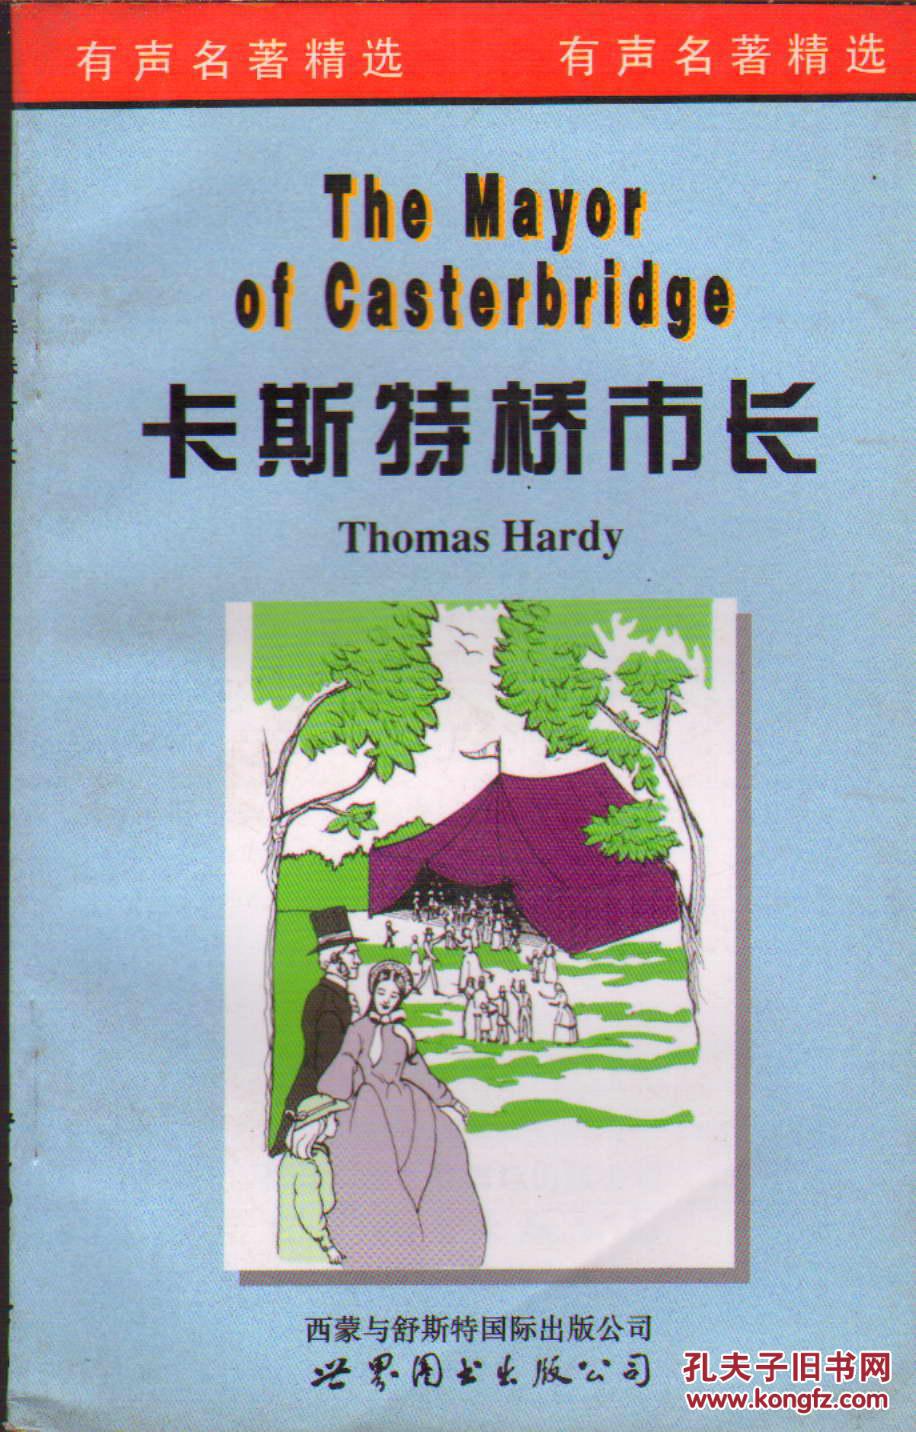 有声名著精选 有声名著精选
The Mayor
of Casterbridge
卡斯特桥市长
Thomas Hardy
西蒙与舒斯特国际出版公司
世界图书出版公司
孔夫子旧书网
www.kongfz.com